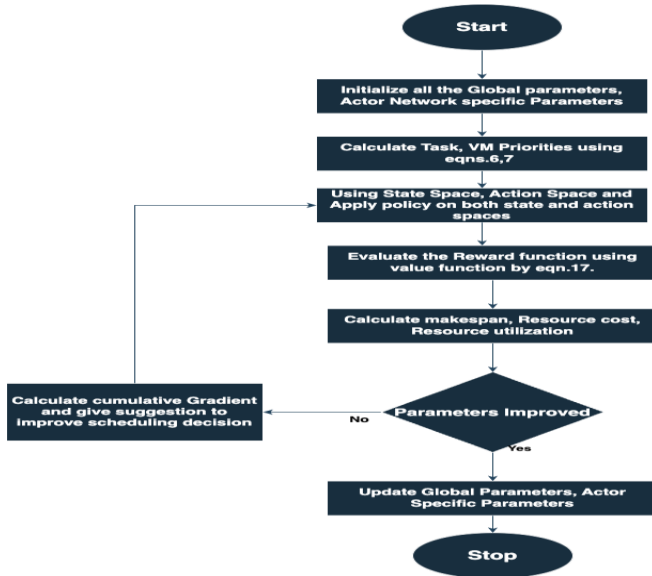 Start
Initialize all the Global parameters,
Actor Network specific Parameters
Calculate Task, VM Priorities using
eqns.6,7
Using State Space, Action Space and
Apply policy on both state and action
spaces
Evaluate the Reward function using
value function by eqn.17.
Calculate makespan, Resource cost,
Resource utilization
Calculate cumulative Gradient
and give suggestion to
improve scheduling decision
No
Parameters Improved
Yes
Update Global Parameters, Actor
Specific Parameters
Stop